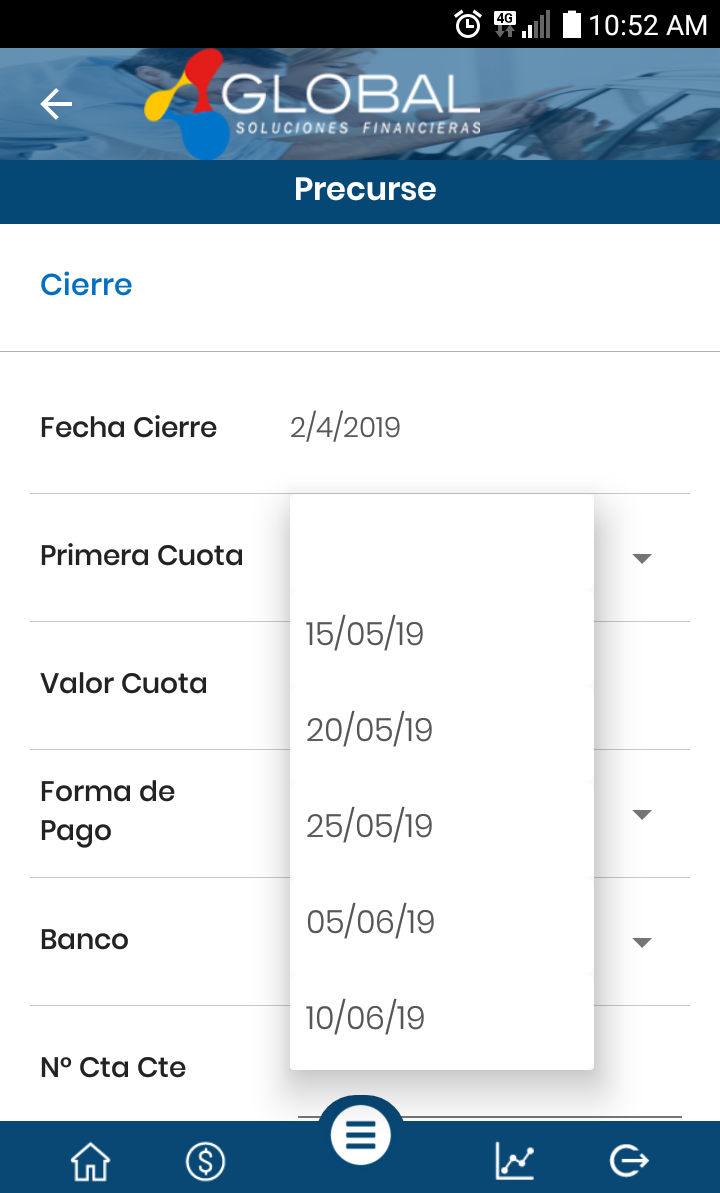 4G
10:52 AM
GLOBAL
SOLUCIONES FINANCIERAS
Precurse
Cierre
Fecha Cierre 2/4/2019
Primera Cuota
15/05/19
Valor Cuota
20/05/19
Forma de
Pago
25/05/19
05/06/19
Banco
10/06/19
Nº Cta Cte